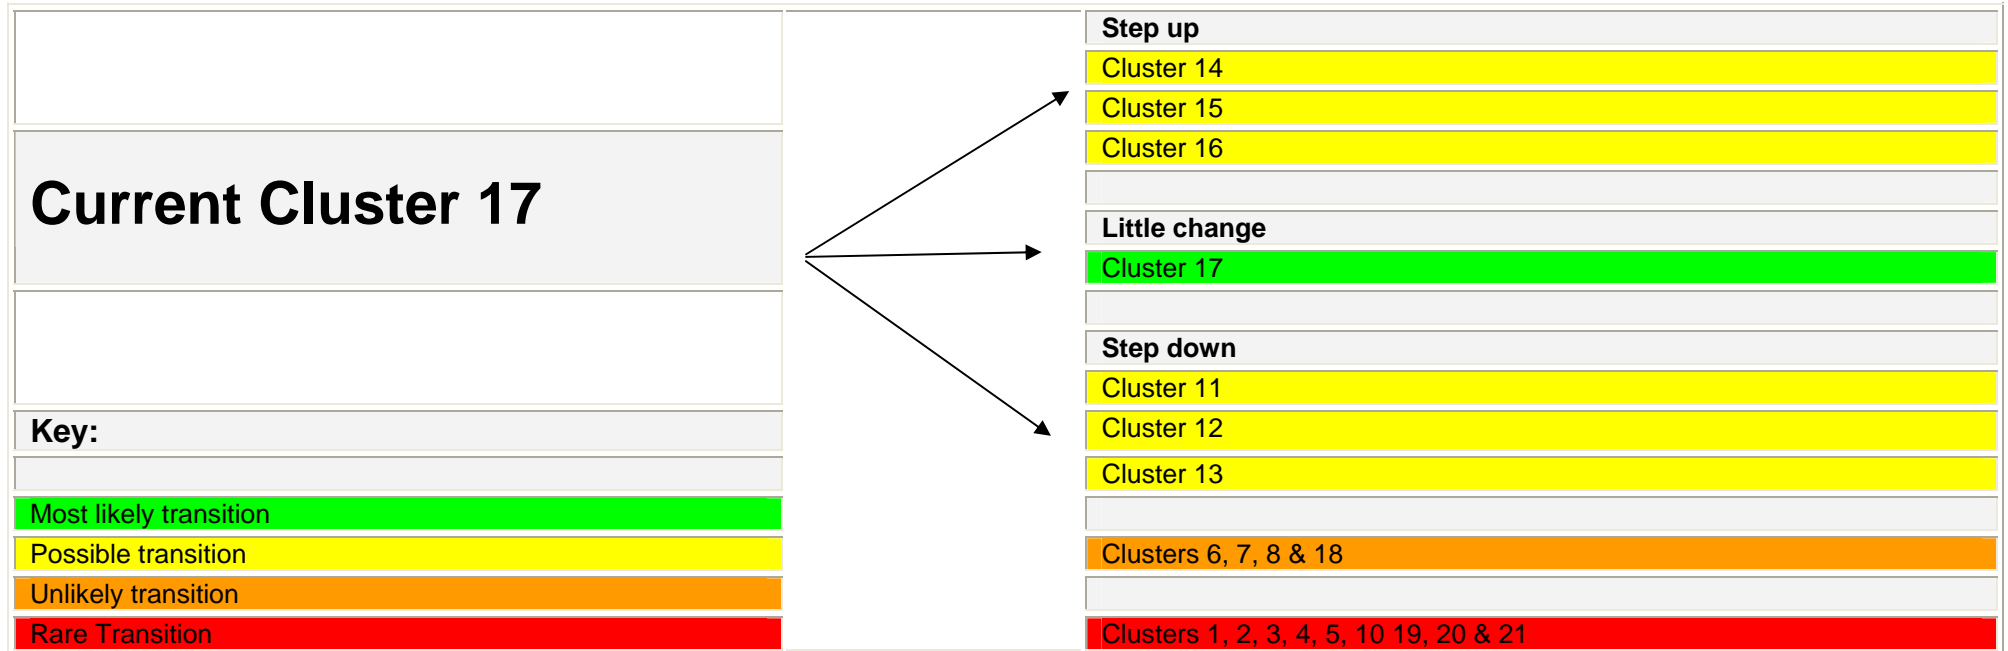 Current Cluster 17
Key:
Most likely transition
Possible transition
Unlikely transition
Rare Transition
Step up
Cluster 14
Cluster 15
Cluster 16
Little change
Cluster 17
Step down
Cluster 11
Cluster 12
Cluster 13
Clusters 6, 7, 8 & 18
Clusters 1, 2, 3, 4, 5, 10 19, 20 & 21